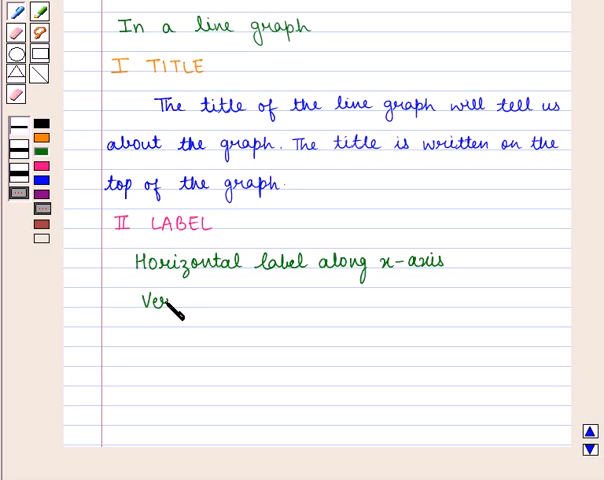 In a line graph
I TITLE
The title of the line graph will tell us
about the graph. The title is written on the
top of the graph.
II LABEL
Horizontal label along x-axis
Ver